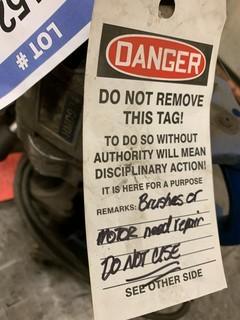 LOT # 52
DANGER
DO NOT REMOVE
THIS TAG!
TO DO SO WITHOUT
AUTHORITY WILL MEAN
DISCIPLINARY ACTION!
IT IS HERE FOR A PURPOSE
REMARKS: Brushes or
MOTOR need repair
DO NOT USE
SEE OTHER SIDE